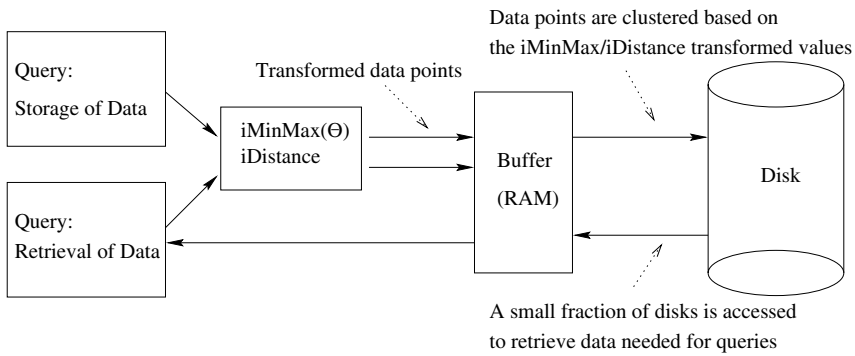 Data points are clustered based on
the iMinMax/iDistance transformed values
Query:
Storage of Data
Transformed data points
iMinMax(Θ)
iDistance
Buffer
(RAM)
Disk
Query:
Retrieval of Data
A small fraction of disks is accessed
to retrieve data needed for queries